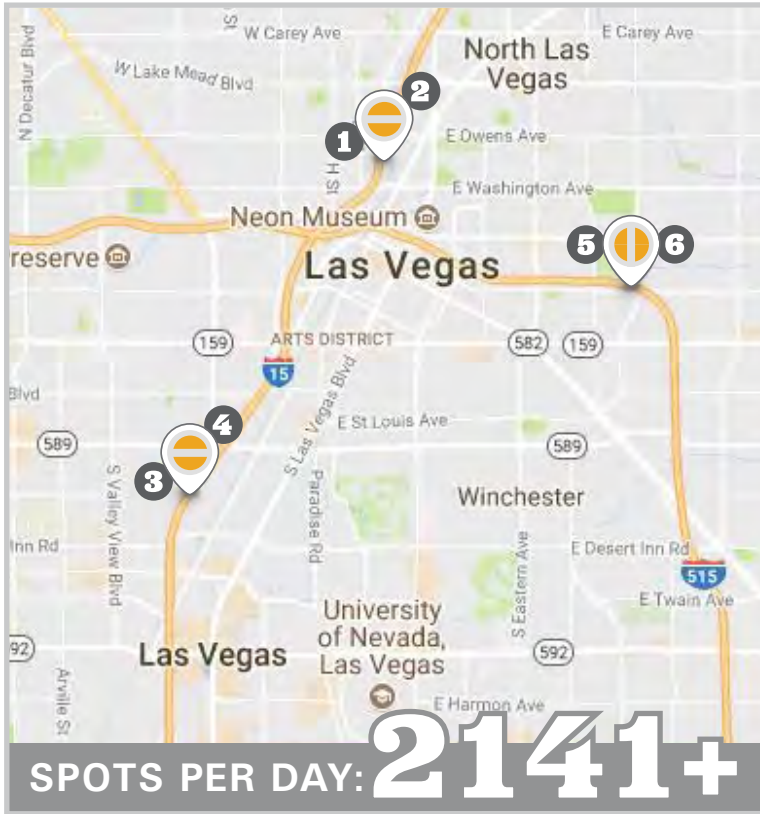 St
W Carey Ave
E Carey Ave
North Las
Vegas
N Decatur Blvd
W Lake Mead Blvd
2
1
E Owens Ave
H St
E Washington Ave
Neon Museum
5
6
reserve
Las Vegas
159
ARTS DISTRICT
582
159
15
Blvd
S Las Vegas Blvd
4
E St Louis Ave
589
589
3
S Valley View Blvd
Paradise Rd
Winchester
Inn Rd
S Eastern Ave
E Desert Inn Rd
515
E Twain Ave
University
of Nevada,
Las Vegas
92
Las Vegas
592
Arville St
E Harmon Ave
SPOTS PER DAY: 2141+